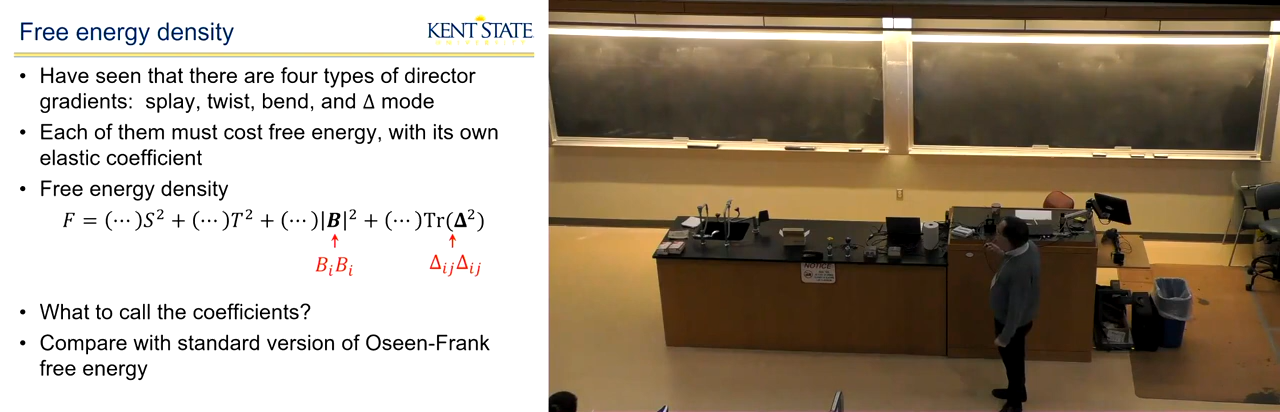 Free energy density
KENT STATE
UNIVERSITY
• Have seen that there are four types of director
gradients: splay, twist, bend, and Δ mode
• Each of them must cost free energy, with its own
elastic coefficient
• Free energy density
F = (⋯)S² + (⋯)T² + (⋯)|B|² + (⋯)Tr(Δ²)
BᵢBᵢ
ΔᵢⱼΔᵢⱼ
• What to call the coefficients?
• Compare with standard version of Oseen-Frank
free energy
NOTICE